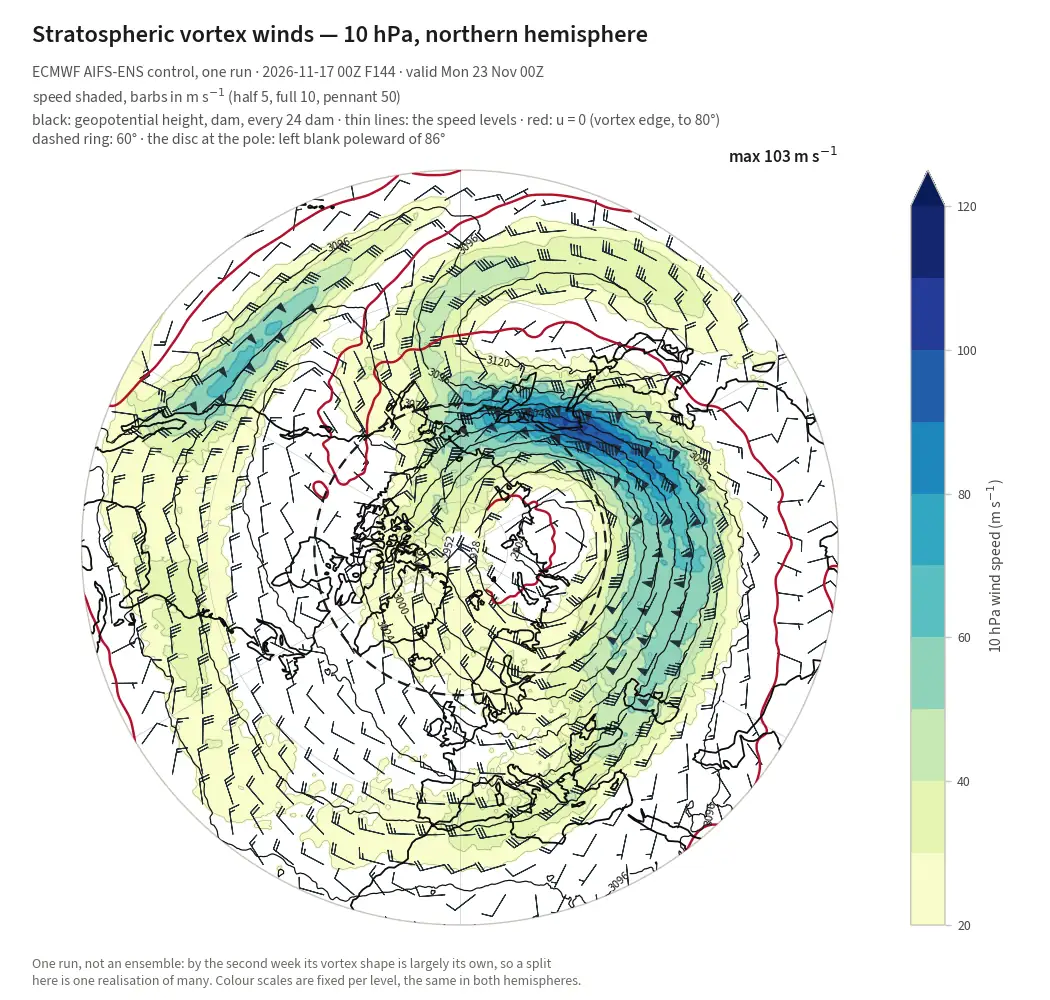 Stratospheric vortex winds — 10 hPa, northern hemisphere
ECMWF AIFS-ENS control, one run · 2026-11-17 00Z F144 · valid Mon 23 Nov 00Z
speed shaded, barbs in m s⁻¹ (half 5, full 10, pennant 50)
black: geopotential height, dam, every 24 dam · thin lines: the speed levels · red: u = 0 (vortex edge, to 80°)
dashed ring: 60° · the disc at the pole: left blank poleward of 86°
max 103 m s⁻¹
120
100
80
60
40
20
10 hPa wind speed (m s⁻¹)
3096
3096
3120
3096
2952
2928
3000
3096
3096
One run, not an ensemble: by the second week its vortex shape is largely its own, so a split
here is one realisation of many. Colour scales are fixed per level, the same in both hemispheres.